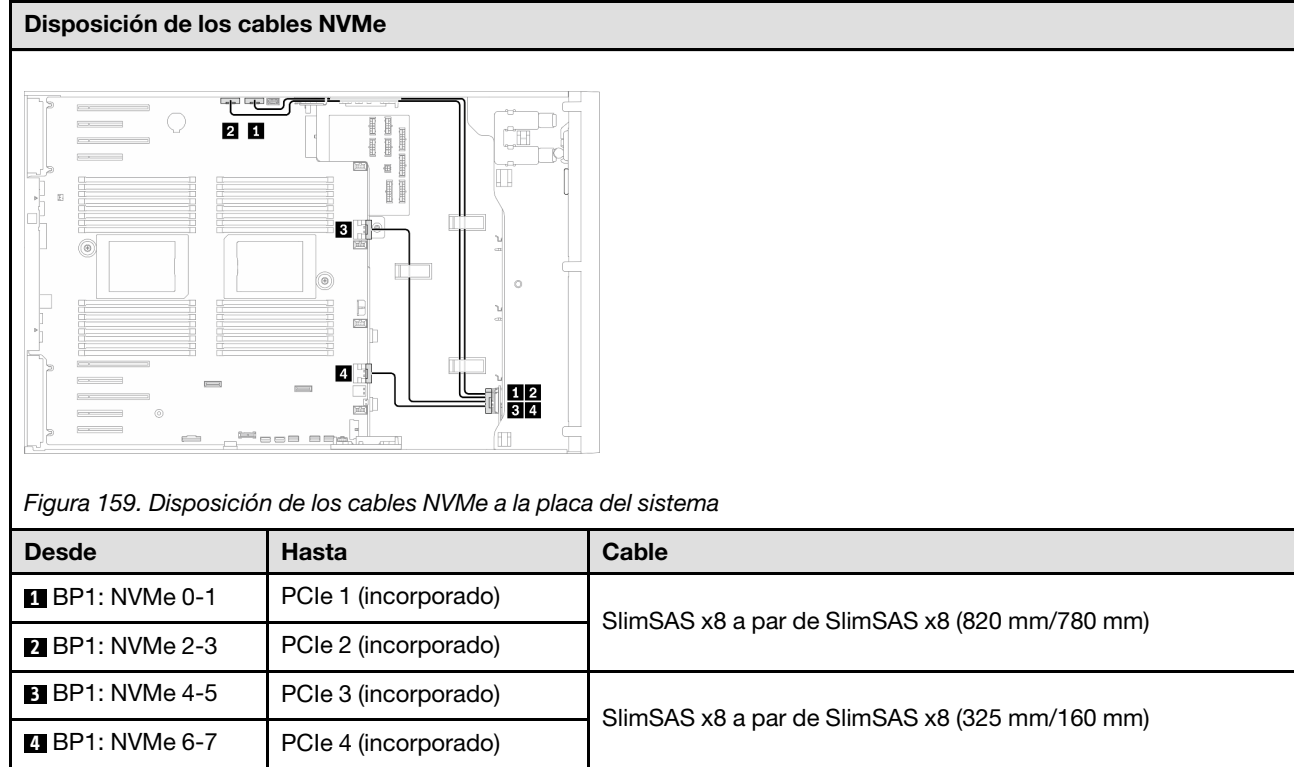 Disposición de los cables NVMe
2 1
3
4
1 2
3 4
Figura 159. Disposición de los cables NVMe a la placa del sistema
Desde Hasta Cable
1 BP1: NVMe 0-1 PCIe 1 (incorporado)
SlimSAS x8 a par de SlimSAS x8 (820 mm/780 mm)
2 BP1: NVMe 2-3 PCIe 2 (incorporado)
3 BP1: NVMe 4-5 PCIe 3 (incorporado)
SlimSAS x8 a par de SlimSAS x8 (325 mm/160 mm)
4 BP1: NVMe 6-7 PCIe 4 (incorporado)